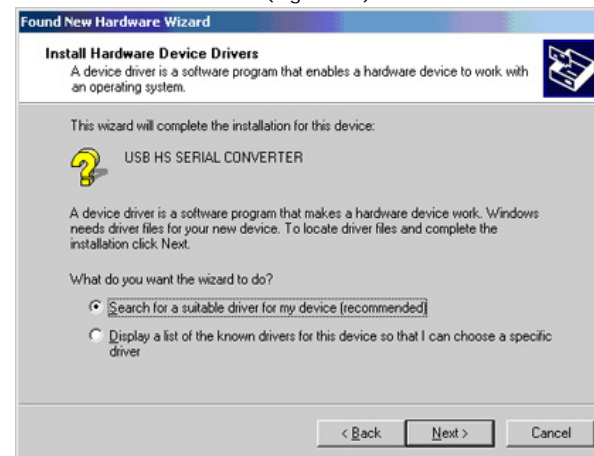 Found New Hardware Wizard
Install Hardware Device Drivers
A device driver is a software program that enables a hardware device to work with
an operating system.
This wizard will complete the installation for this device:
USB HS SERIAL CONVERTER
A device driver is a software program that makes a hardware device work. Windows
needs driver files for your new device. To locate driver files and complete the
installation click Next.
What do you want the wizard to do?
Search for a suitable driver for my device (recommended)
Display a list of the known drivers for this device so that I can choose a specific
driver
< Back Next > Cancel